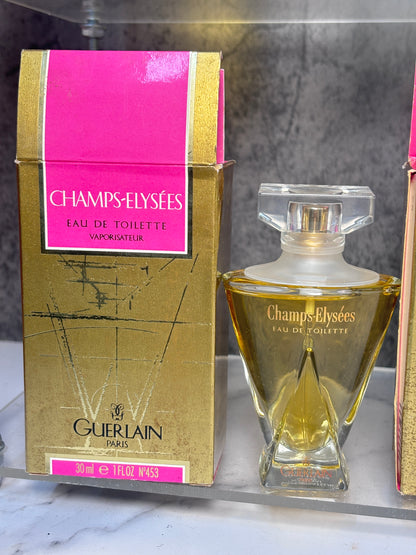 CHAMPS-ELYSÉES
EAU DE TOILETTE
VAPORISATEUR
GUERLAIN
PARIS
30 ml e 1 FL OZ N°453
Champs-Elysées
EAU DE TOILETTE